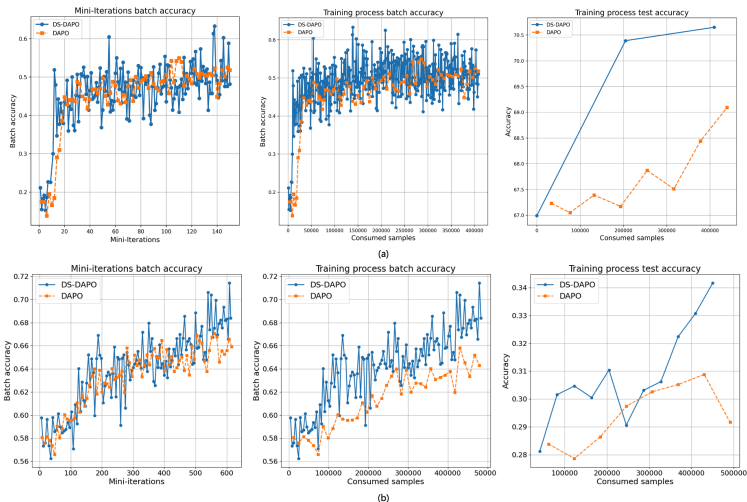 Mini-Iterations batch accuracy
Batch accuracy
0.6
0.5
0.4
0.3
0.2
DS-DAPO
DAPO
0 20 40 60 80 100 120 140
Mini-Iterations
Training process batch accuracy
Batch accuracy
0.6
0.5
0.4
0.3
0.2
DS-DAPO
DAPO
0 50000 100000 150000 200000 250000 300000 350000 400000
Consumed samples
Training process test accuracy
Accuracy
70.5
70.0
69.5
69.0
68.5
68.0
67.5
67.0
DS-DAPO
DAPO
0 100000 200000 300000 400000
Consumed samples
(a)
Mini-iterations batch accuracy
Batch accuracy
0.72
0.70
0.68
0.66
0.64
0.62
0.60
0.58
0.56
DS-DAPO
DAPO
0 100 200 300 400 500 600
Mini-iterations
Training process batch accuracy
Batch accuracy
0.72
0.70
0.68
0.66
0.64
0.62
0.60
0.58
0.56
DS-DAPO
DAPO
0 100000 200000 300000 400000 50000
Consumed samples
Training process test accuracy
Accuracy
0.34
0.33
0.32
0.31
0.30
0.29
0.28
DS-DAPO
DAPO
100000 200000 300000 400000 500000
Consumed samples
(b)